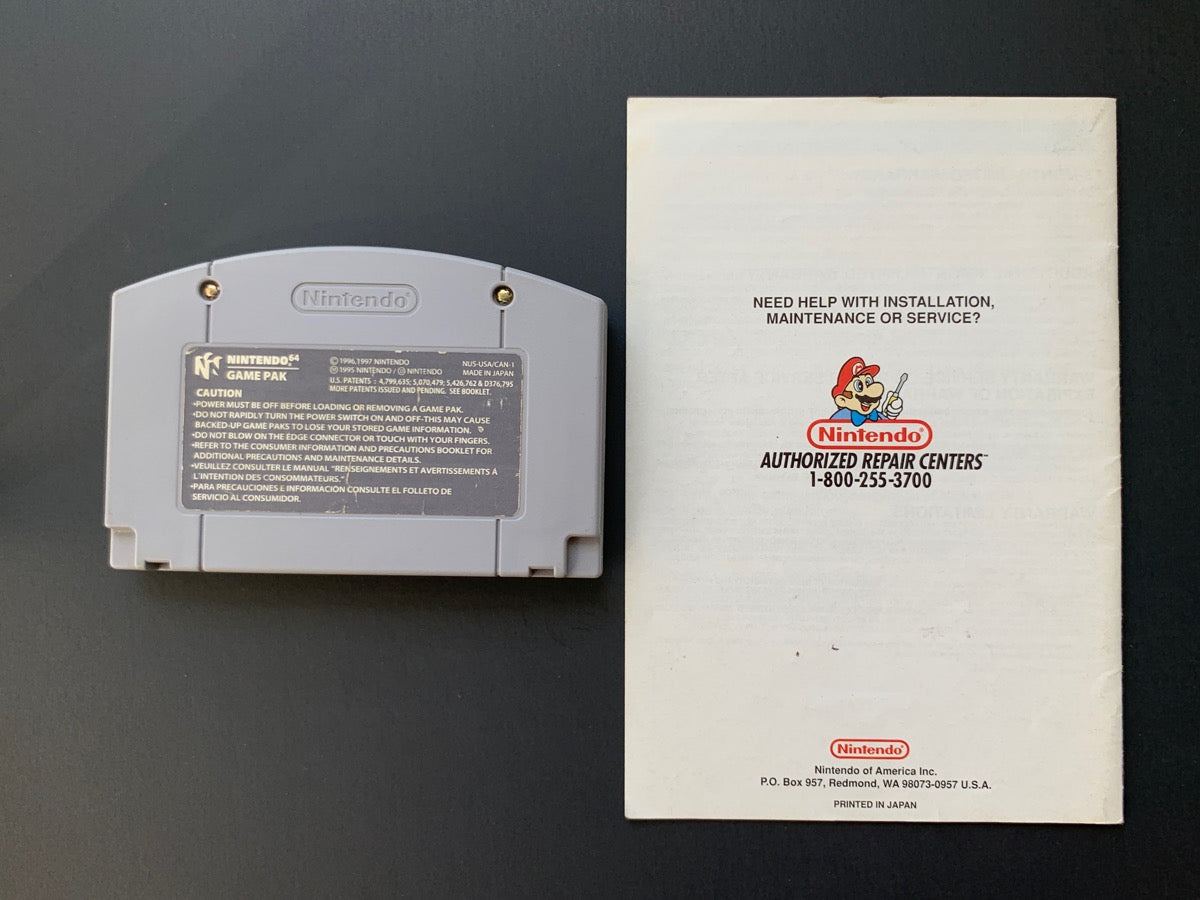 Nintendo®
NINTENDO⁶⁴
GAME PAK
©1996,1997 NINTENDO
NUS-USA/CAN-1
MADE IN JAPAN
U.S. PATENTS : 4,799,635; 5,070,479; 5,426,762 & D376,795
MORE PATENTS ISSUED AND PENDING. SEE BOOKLET.
CAUTION
•POWER MUST BE OFF BEFORE LOADING OR REMOVING A GAME PAK.
•DO NOT RAPIDLY TURN THE POWER SWITCH ON AND OFF-THIS MAY CAUSE
BACKED-UP GAME PAKS TO LOSE YOUR STORED GAME INFORMATION.
•DO NOT BLOW ON THE EDGE CONNECTOR OR TOUCH WITH YOUR FINGERS.
•REFER TO THE CONSUMER INFORMATION AND PRECAUTIONS BOOKLET FOR
ADDITIONAL PRECAUTIONS AND MAINTENANCE DETAILS.
•VEUILLEZ CONSULTER LE MANUAL "RENSEIGNEMENTS ET AVERTISSEMENTS À
L'INTENTION DES CONSOMMATEURS."
•PARA PRECAUCIONES E INFORMACIÓN CONSULTE EL FOLLETO DE
SERVICIO AL CONSUMIDOR.
NEED HELP WITH INSTALLATION,
MAINTENANCE OR SERVICE?
Nintendo®
AUTHORIZED REPAIR CENTERS™
1-800-255-3700
Nintendo®
Nintendo of America Inc.
P.O. Box 957, Redmond, WA 98073-0957 U.S.A.
PRINTED IN JAPAN